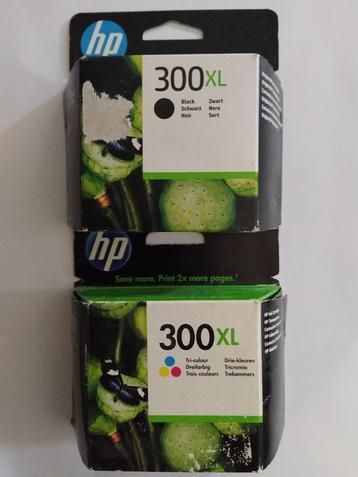 hp
300XL
Black Zwart
Schwarz Nero
Noir Sort
hp
Save more. Print 2x more pages.¹
300XL
Tri-colour Drie-kleuren
Dreifarbig Tricromia
Trois couleurs Trekammers